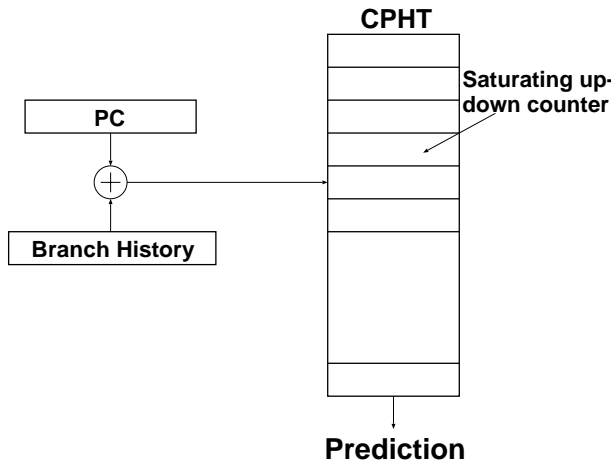 CPHT
Saturating up-
down counter
PC
Branch History
Prediction